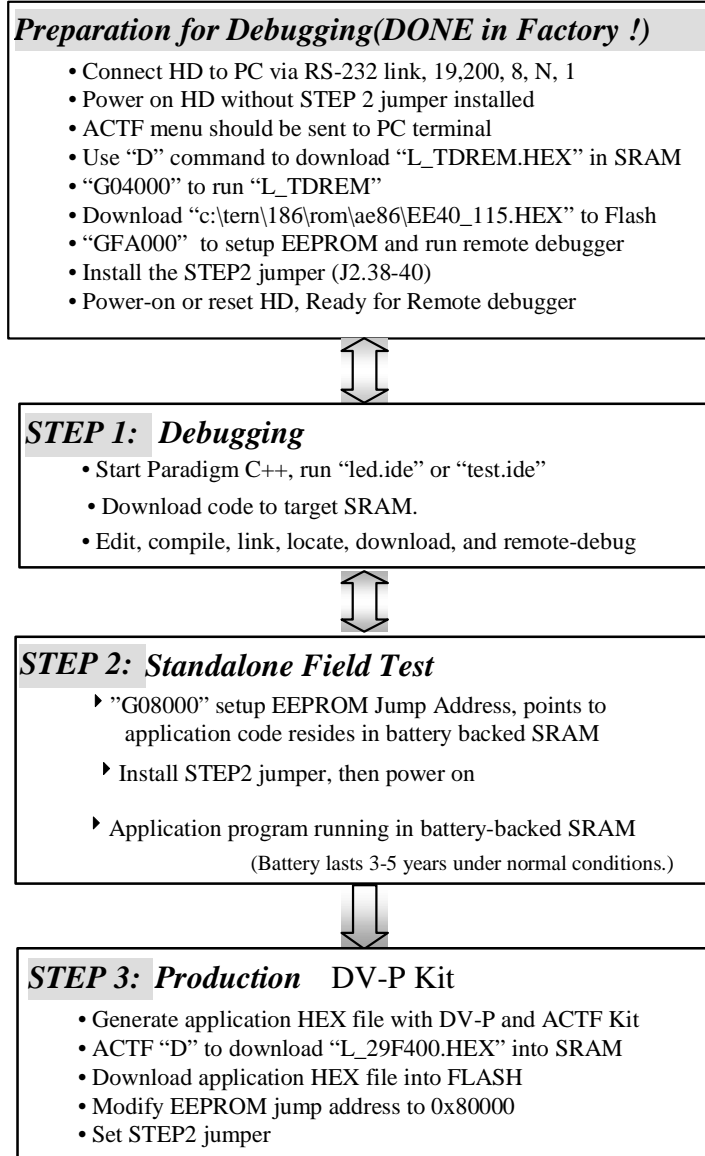 Preparation for Debugging(DONE in Factory !)
• Connect HD to PC via RS-232 link, 19,200, 8, N, 1
• Power on HD without STEP 2 jumper installed
• ACTF menu should be sent to PC terminal
• Use “D” command to download “L_TDREM.HEX” in SRAM
• “G04000” to run “L_TDREM”
• Download “c:\tern\186\rom\ae86\EE40_115.HEX” to Flash
• “GFA000” to setup EEPROM and run remote debugger
• Install the STEP2 jumper (J2.38-40)
• Power-on or reset HD, Ready for Remote debugger
STEP 1: Debugging
• Start Paradigm C++, run “led.ide” or “test.ide”
• Download code to target SRAM.
• Edit, compile, link, locate, download, and remote-debug
STEP 2: Standalone Field Test
”G08000” setup EEPROM Jump Address, points to
application code resides in battery backed SRAM
Install STEP2 jumper, then power on
Application program running in battery-backed SRAM
(Battery lasts 3-5 years under normal conditions.)
STEP 3: Production DV-P Kit
• Generate application HEX file with DV-P and ACTF Kit
• ACTF “D” to download “L_29F400.HEX” into SRAM
• Download application HEX file into FLASH
• Modify EEPROM jump address to 0x80000
• Set STEP2 jumper